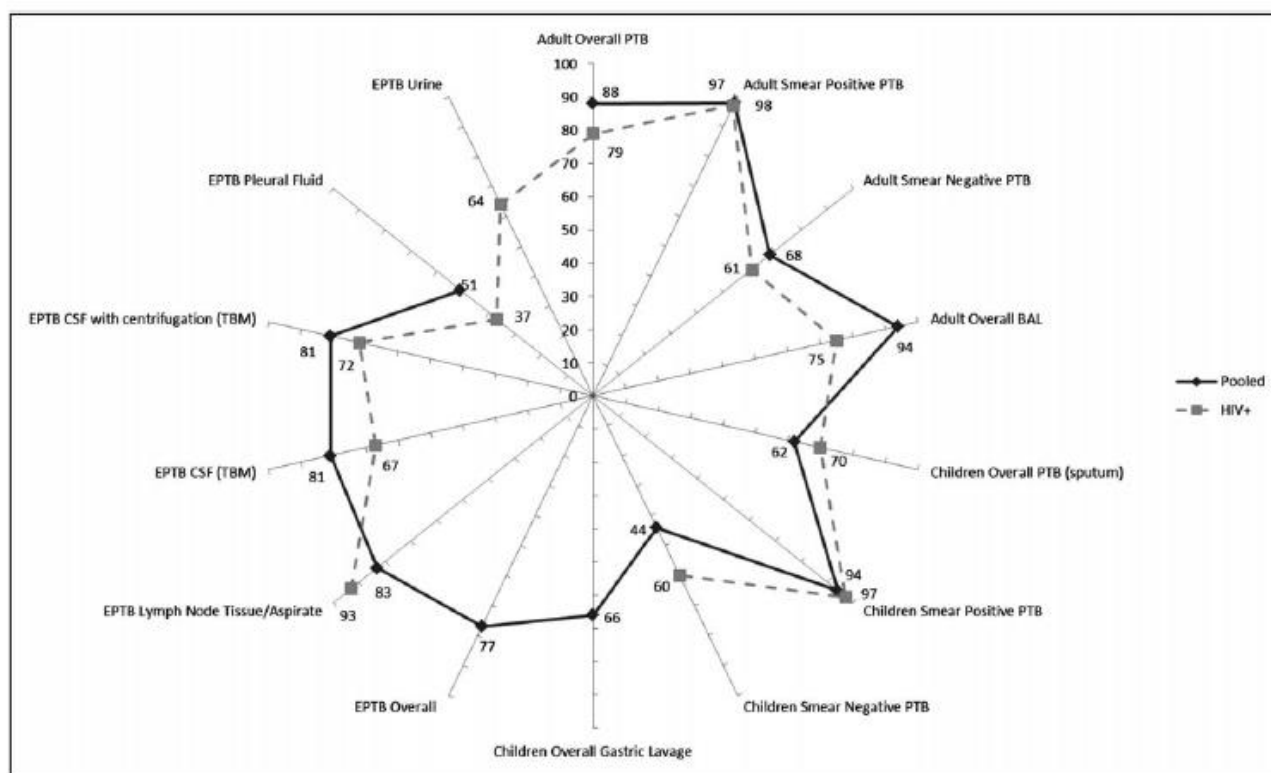 Adult Overall PTB
100
90
80
70
60
50
40
30
20
10
0
88
79
Adult Smear Positive PTB
97
98
Adult Smear Negative PTB
68
61
Adult Overall BAL
94
75
Children Overall PTB (sputum)
62
70
Children Smear Positive PTB
94
97
Children Smear Negative PTB
44
60
Children Overall Gastric Lavage
66
EPTB Overall
77
EPTB Lymph Node Tissue/Aspirate
83
93
EPTB CSF (TBM)
81
67
EPTB CSF with centrifugation (TBM)
81
72
EPTB Pleural Fluid
51
37
EPTB Urine
64
Pooled
HIV+